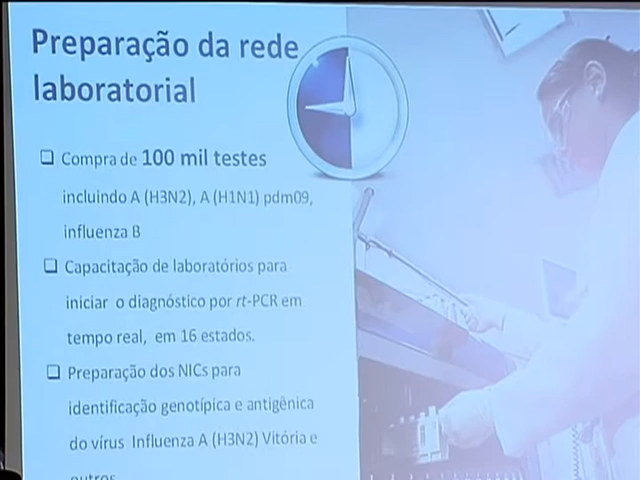 Preparação da rede
laboratorial
❑ Compra de 100 mil testes
incluindo A (H3N2), A (H1N1) pdm09,
influenza B
❑ Capacitação de laboratórios para
iniciar o diagnóstico por rt-PCR em
tempo real, em 16 estados.
❑ Preparação dos NICs para
identificação genotípica e antigênica
do vírus Influenza A (H3N2) Vitória e
outros